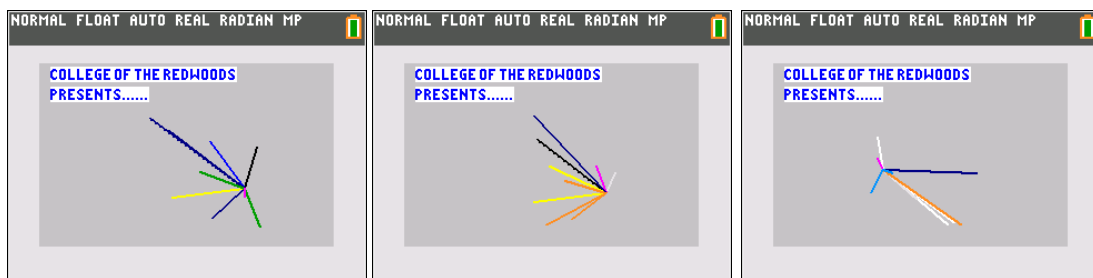 NORMAL FLOAT AUTO REAL RADIAN MP
COLLEGE OF THE REDWOODS
PRESENTS......
NORMAL FLOAT AUTO REAL RADIAN MP
COLLEGE OF THE REDWOODS
PRESENTS......
NORMAL FLOAT AUTO REAL RADIAN MP
COLLEGE OF THE REDWOODS
PRESENTS......